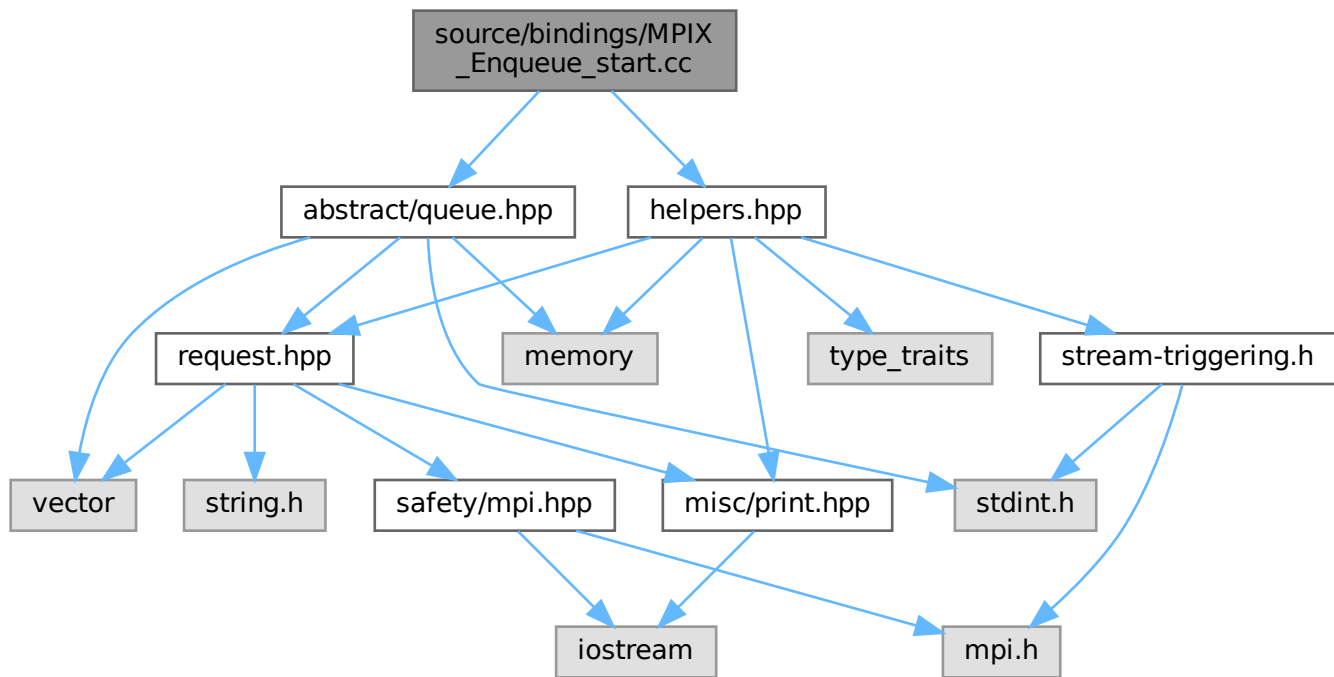 source/bindings/MPIX
_Enqueue_start.cc
abstract/queue.hpp
helpers.hpp
request.hpp
memory
type_traits
stream-triggering.h
vector
string.h
safety/mpi.hpp
misc/print.hpp
stdint.h
iostream
mpi.h